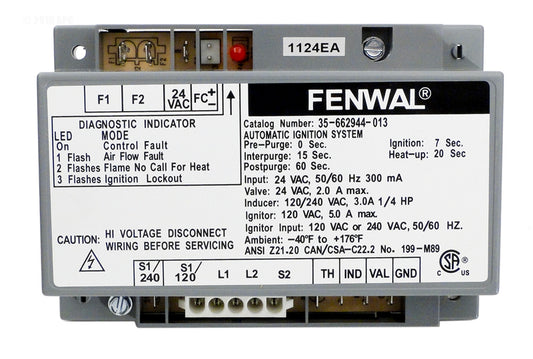 1124EA
F1 F2 24 VAC FC + −
FENWAL®
DIAGNOSTIC INDICATOR
LED MODE
On Control Fault
1 Flash Air Flow Fault
2 Flashes Flame No Call For Heat
3 Flashes Ignition Lockout
Catalog Number: 35-662944-013
AUTOMATIC IGNITION SYSTEM
Pre-Purge: 0 Sec. Ignition: 7 Sec.
Interpurge: 15 Sec. Heat-up: 20 Sec
Postpurge: 60 Sec.
Input: 24 VAC, 50/60 Hz 300 mA
Valve: 24 VAC, 2.0 A max.
Inducer: 120/240 VAC, 3.0A 1/4 HP
Ignitor: 120 VAC, 5.0 A max.
Ignitor Input: 120 VAC or 240 VAC, 50/60 HZ.
Ambient: −40°F to +176°F
ANSI Z21.20 CAN/CSA-C22.2 No. 199-M89
CAUTION: HI VOLTAGE DISCONNECT
WIRING BEFORE SERVICING
S1/240 S1/120 L1 L2 S2 TH IND VAL GND
C US